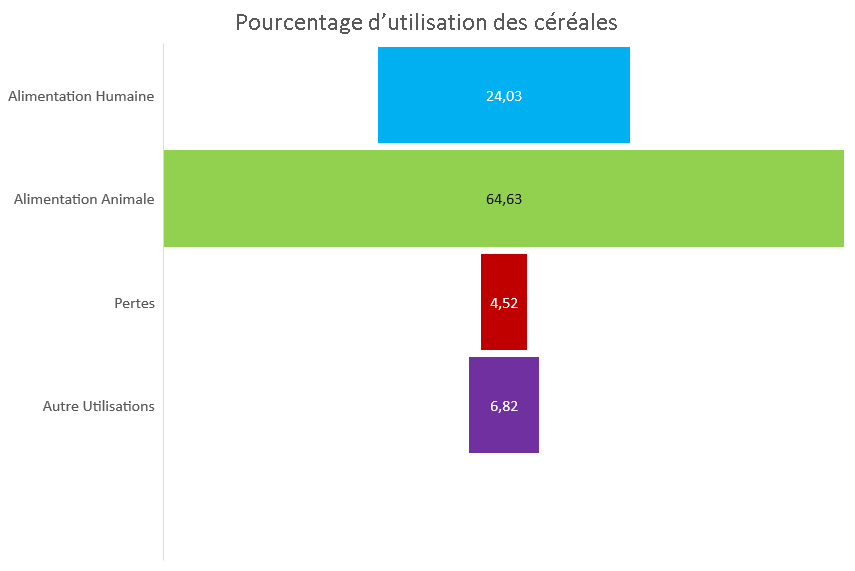 Pourcentage d’utilisation des céréales
Alimentation Humaine
24,03
Alimentation Animale
64,63
Pertes
4,52
Autre Utilisations
6,82